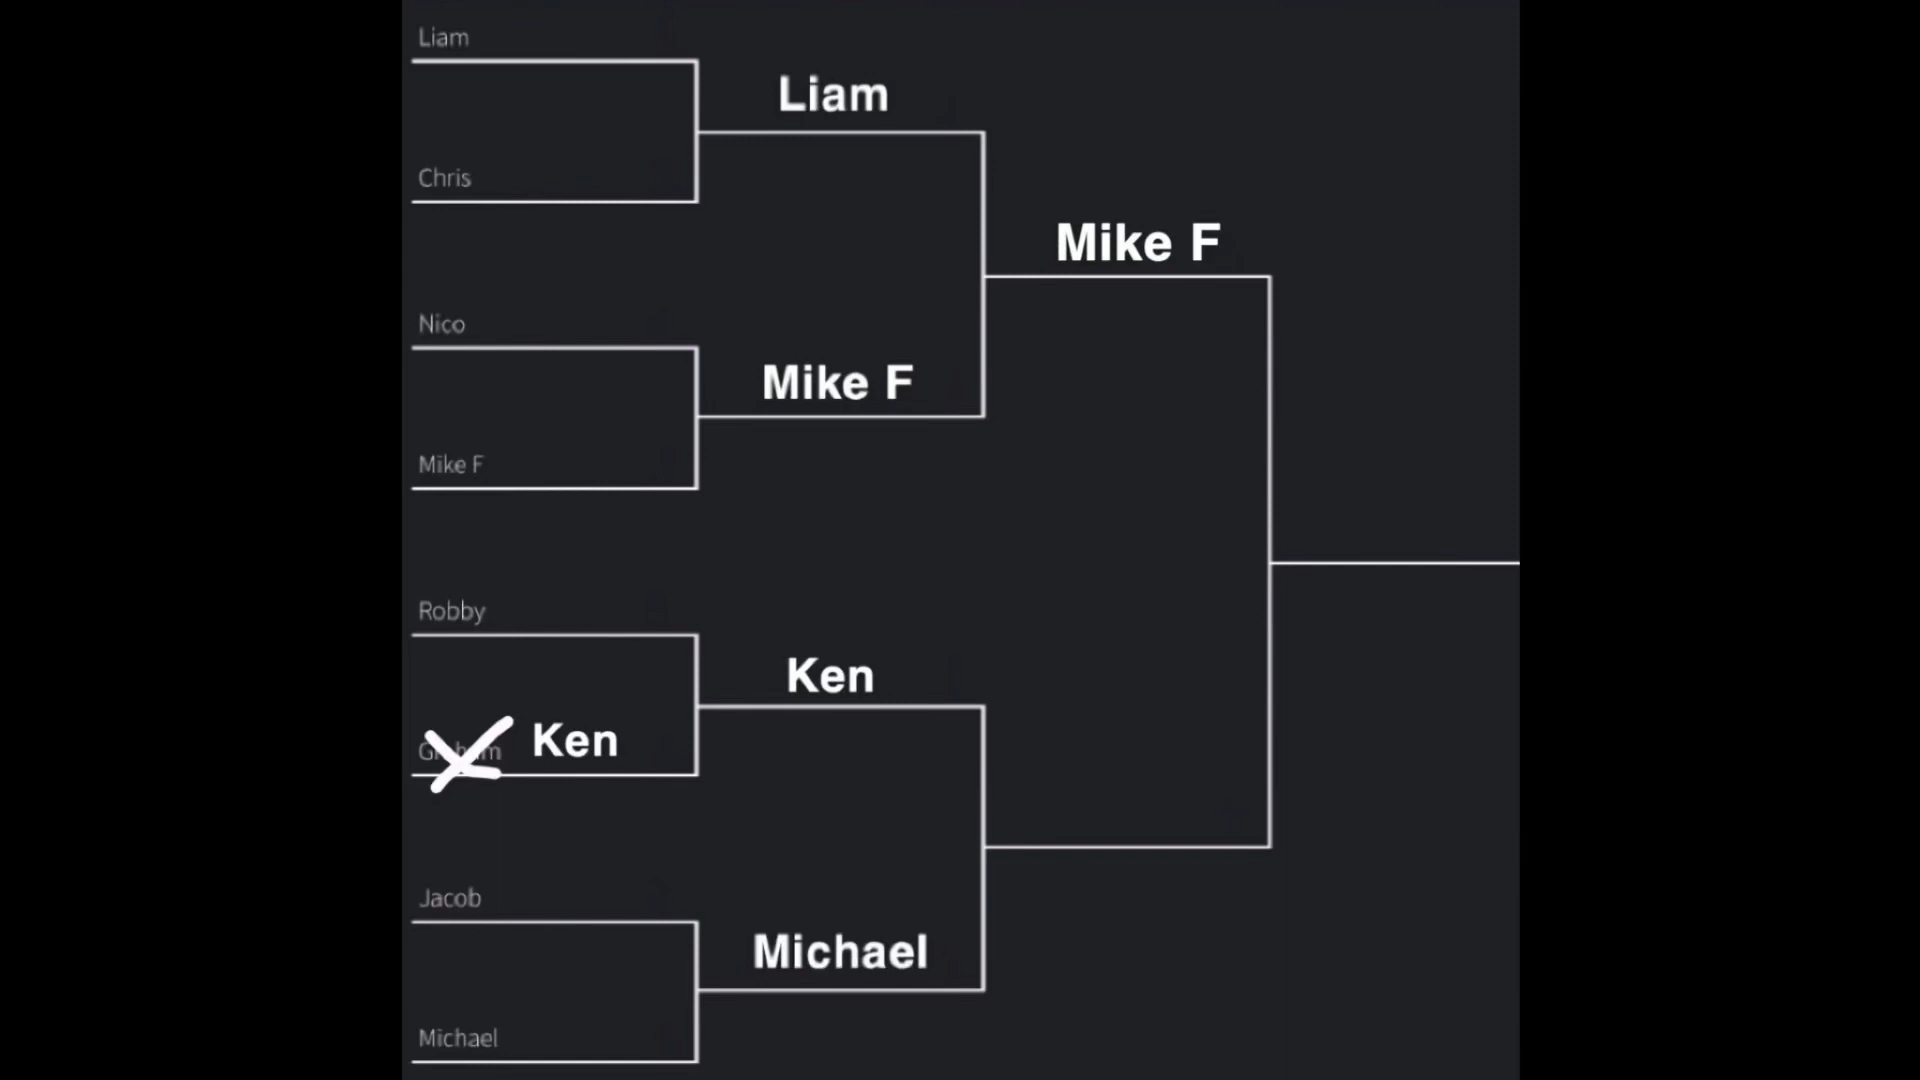 Liam
Liam
Chris
Mike F
Nico
Mike F
Mike F
Robby
Ken
Ken
Jacob
Michael
Michael